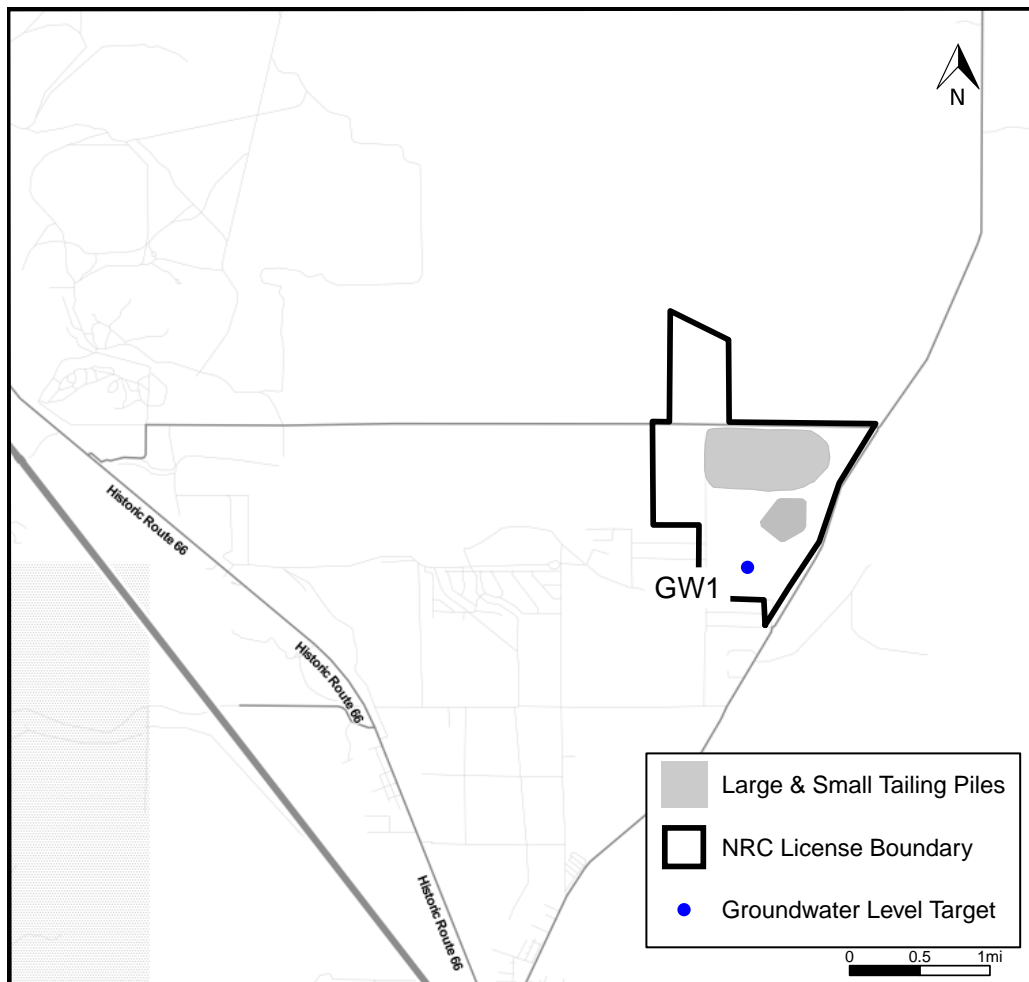 N
Historic Route 66
GW1
Historic Route 66
Historic Route 66
Large & Small Tailing Piles
NRC License Boundary
Groundwater Level Target
0 0.5 1mi